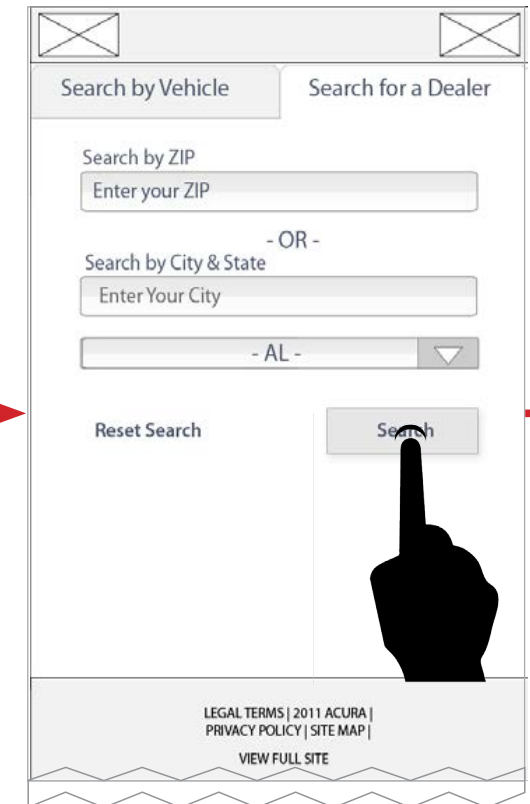 Search by Vehicle
Search for a Dealer
Search by ZIP
Enter your ZIP
- OR -
Search by City & State
Enter Your City
- AL -
Reset Search
Search
LEGAL TERMS | 2011 ACURA |
PRIVACY POLICY | SITE MAP |
VIEW FULL SITE